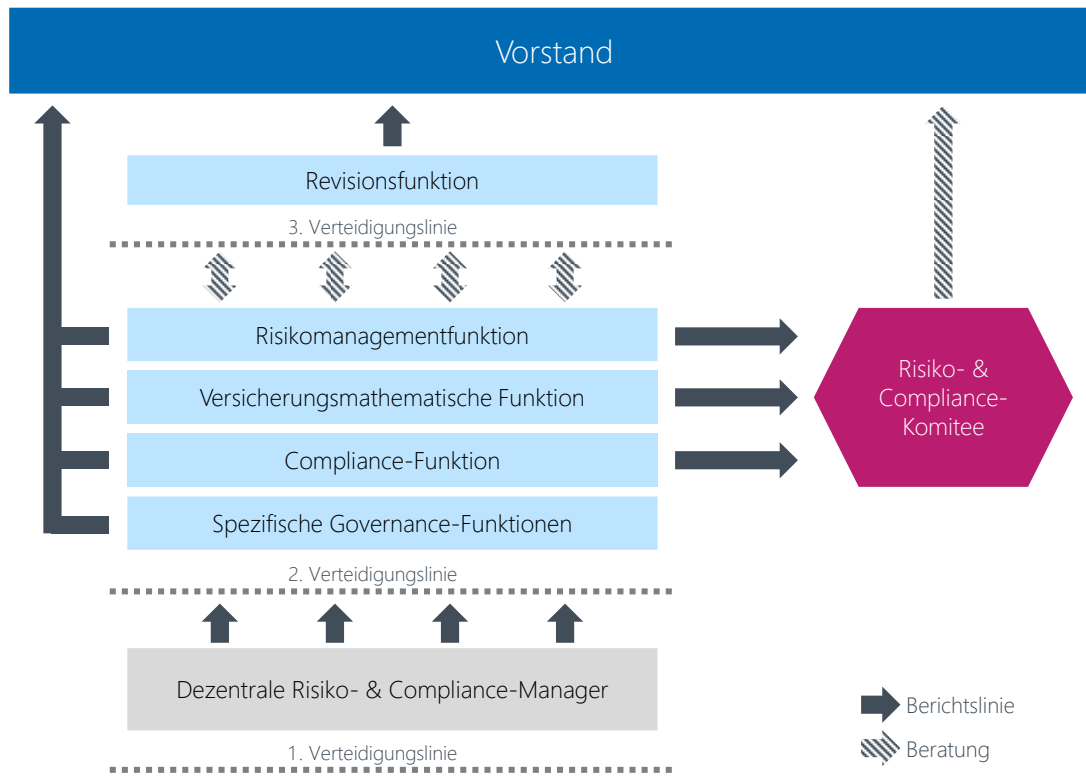 Vorstand
Revisionsfunktion
3. Verteidigungslinie
Risikomanagementfunktion
Versicherungsmathematische Funktion
Compliance-Funktion
Spezifische Governance-Funktionen
2. Verteidigungslinie
Risiko- &
Compliance-
Komitee
Dezentrale Risiko- & Compliance-Manager
1. Verteidigungslinie
Berichtslinie
Beratung